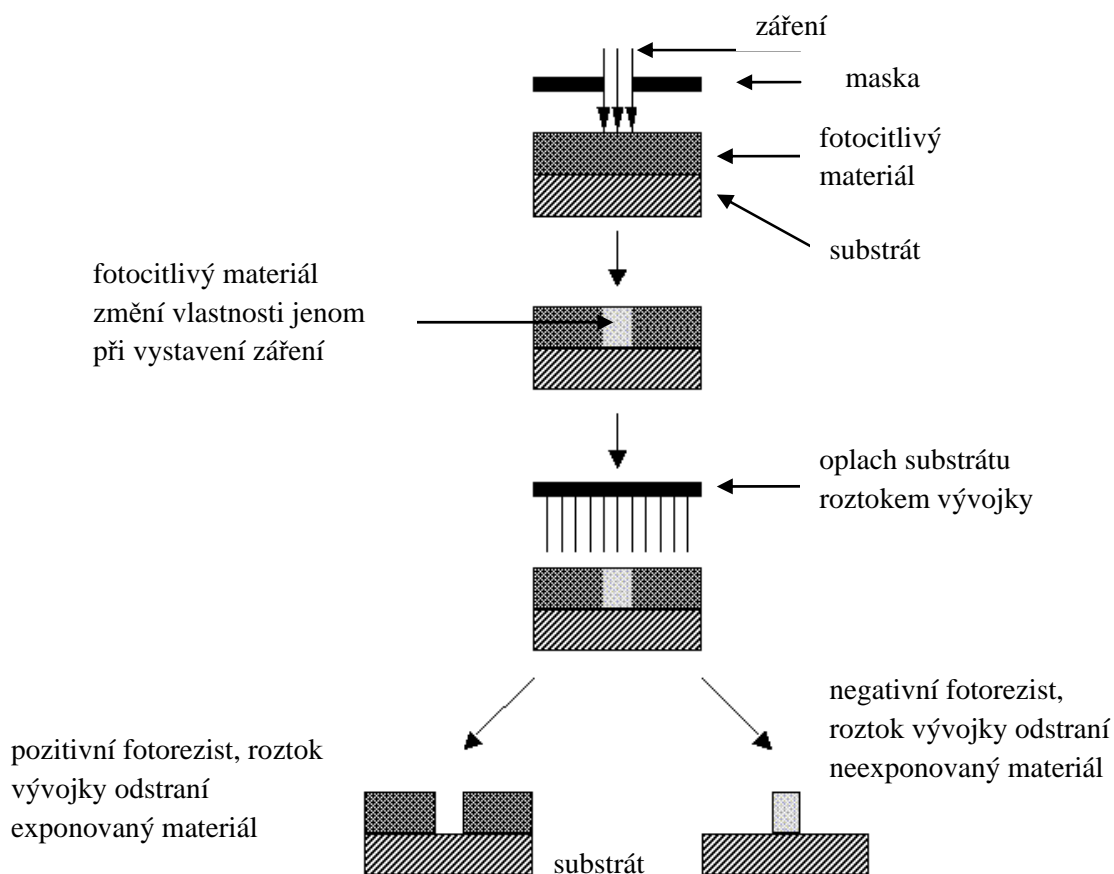 záření
maska
fotocitlivý
materiál
substrát
fotocitlivý materiál
změní vlastnosti jenom
při vystavení záření
oplach substrátu
roztokem vývojky
negativní fotorezist,
roztok vývojky odstraní
neexponovaný materiál
pozitivní fotorezist, roztok
vývojky odstraní
exponovaný materiál
substrát